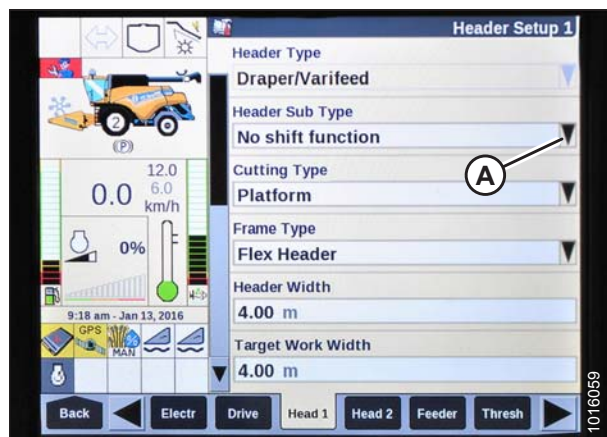 Header Setup 1
Header Type
Draper/Varifeed
Header Sub Type
No shift function
A
Cutting Type
Platform
Frame Type
Flex Header
Header Width
4.00 m
Target Work Width
4.00 m
2
(P)
0.0
12.0
6.0
km/h
0%
9:18 am - Jan 13, 2016
GPS
MAN
Back
Electr
Drive
Head 1
Head 2
Feeder
Thresh
1016059